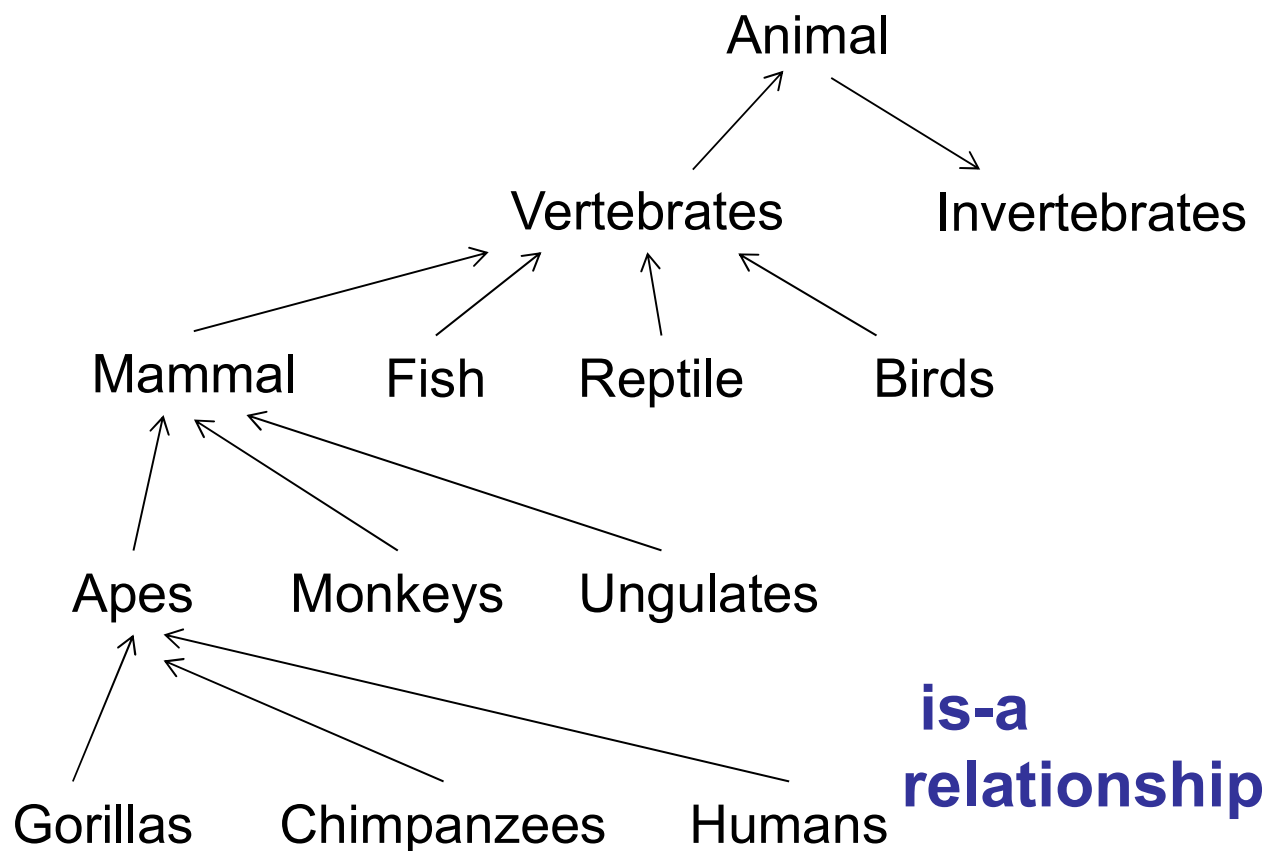 Animal
Vertebrates Invertebrates
Mammal Fish Reptile Birds
Apes Monkeys Ungulates
is-a
relationship
Gorillas Chimpanzees Humans